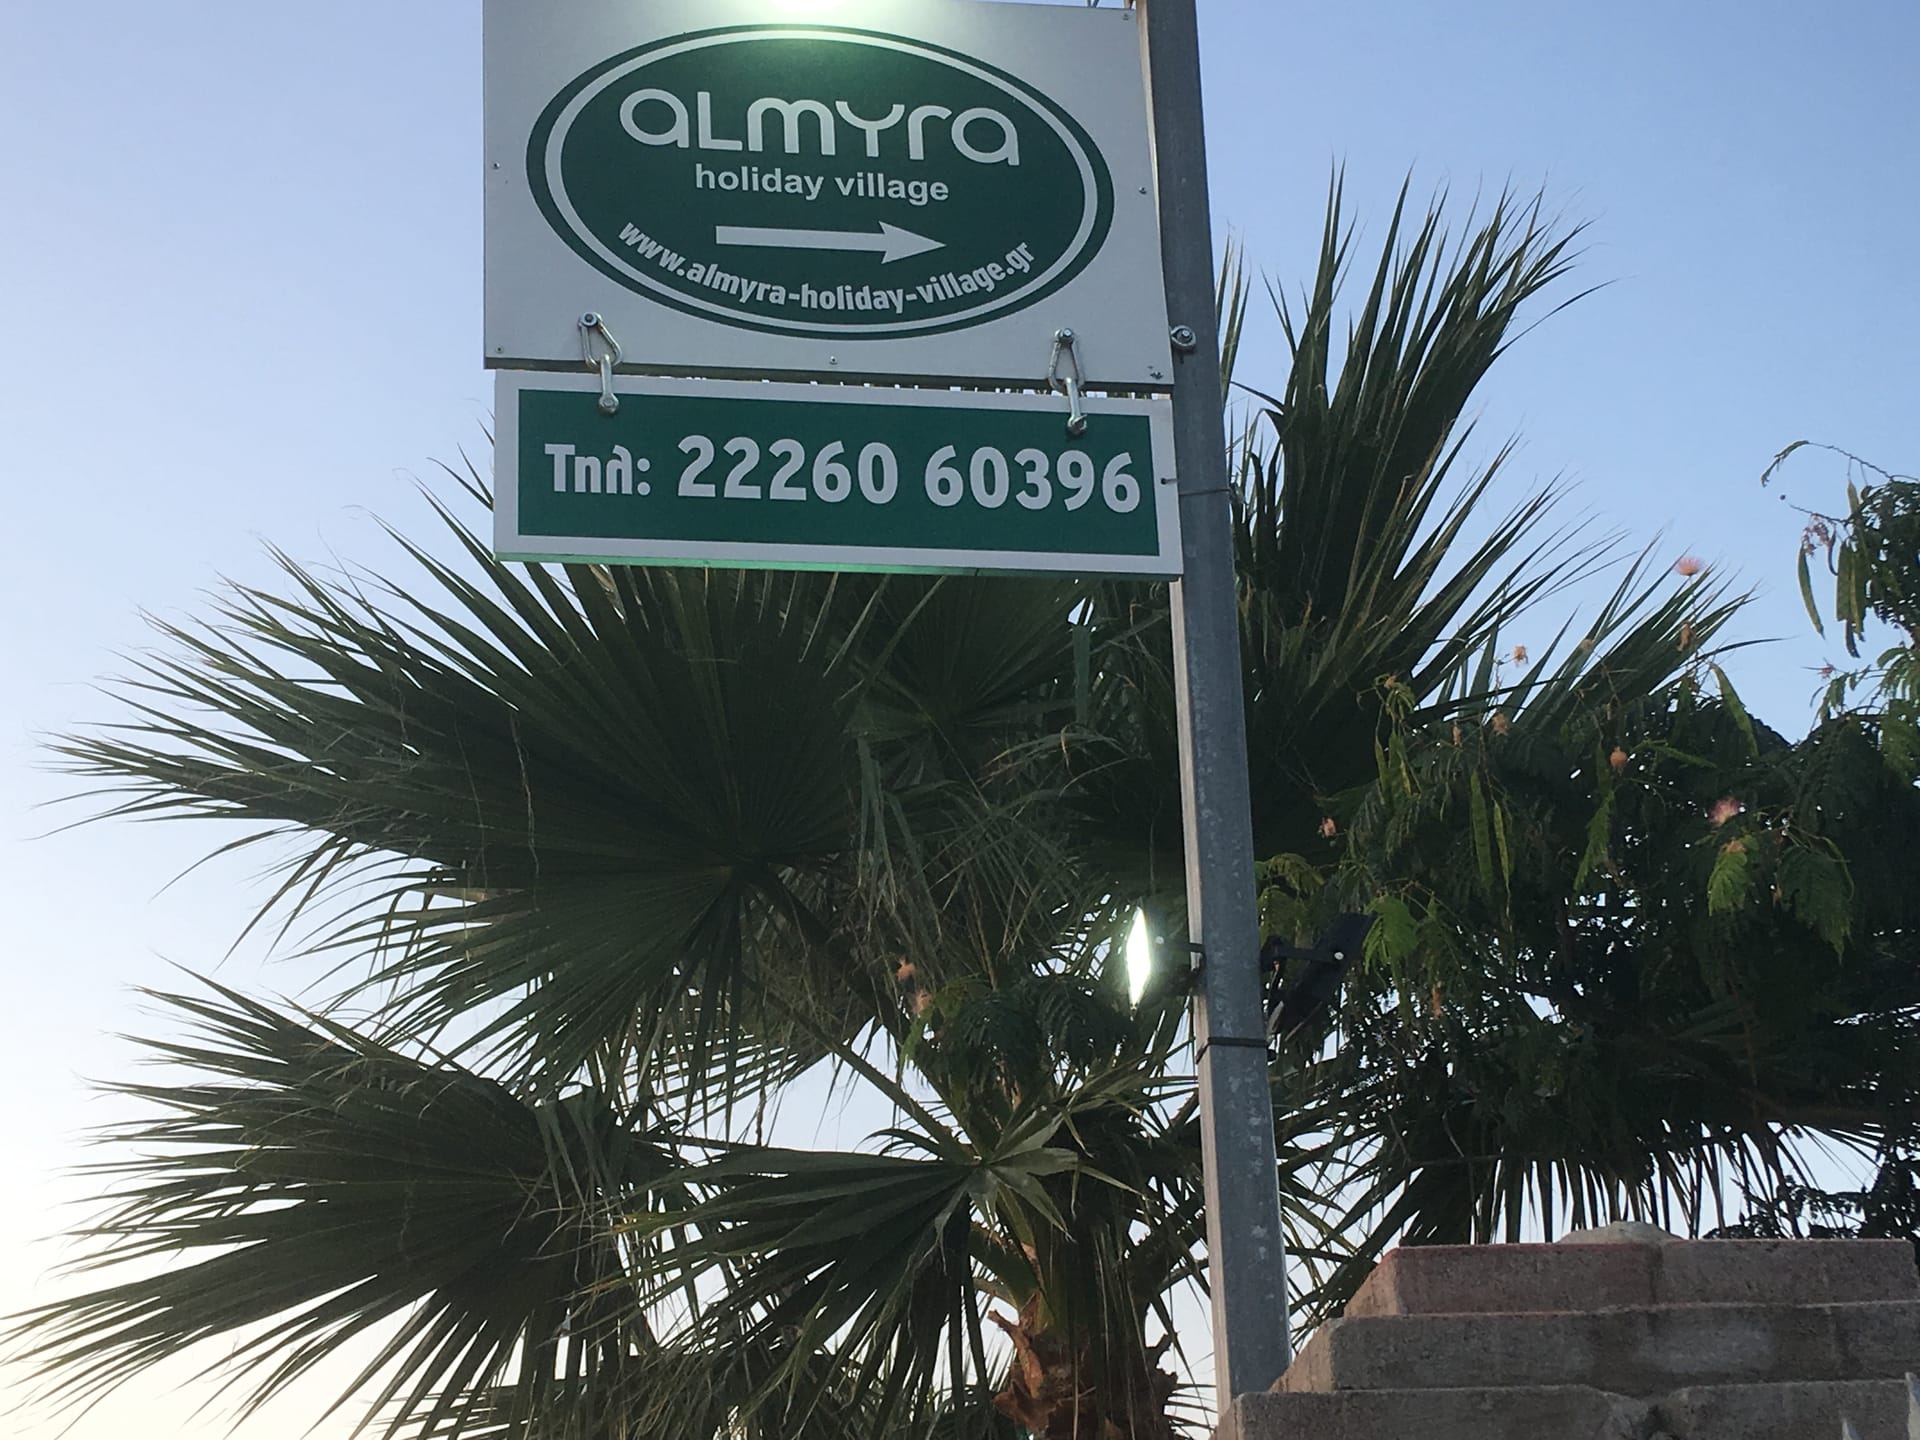 almyra
holiday village
www.almyra-holiday-village.gr
Τηλ: 22260 60396